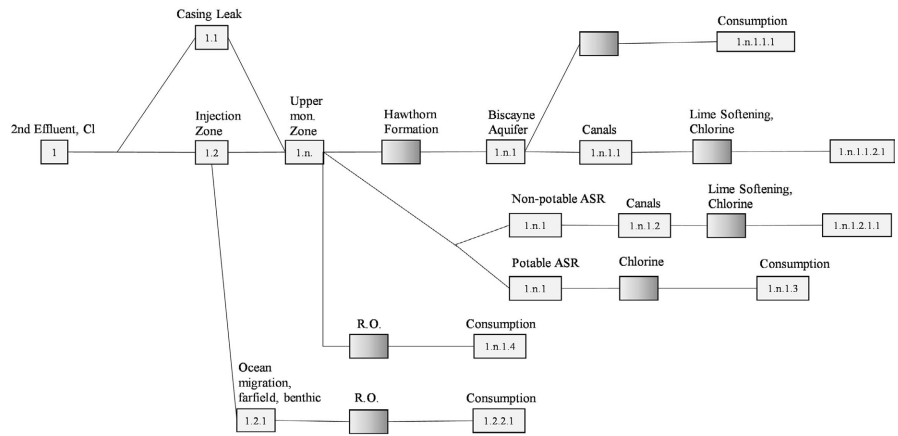 Casing Leak
1.1
Consumption
1.n.1.1.1
2nd Effluent, Cl
1
Injection
Zone
1.2
Upper
mon.
Zone
1.n.
Hawthorn
Formation
Biscayne
Aquifer
1.n.1
Canals
1.n.1.1
Lime Softening,
Chlorine
1.n.1.1.2.1
Non-potable ASR
1.n.1
Canals
1.n.1.2
Lime Softening,
Chlorine
1.n.1.2.1.1
Potable ASR
1.n.1
Chlorine
Consumption
1.n.1.3
R.O.
Consumption
1.n.1.4
Ocean
migration,
farfield, benthic
1.2.1
R.O.
Consumption
1.2.2.1